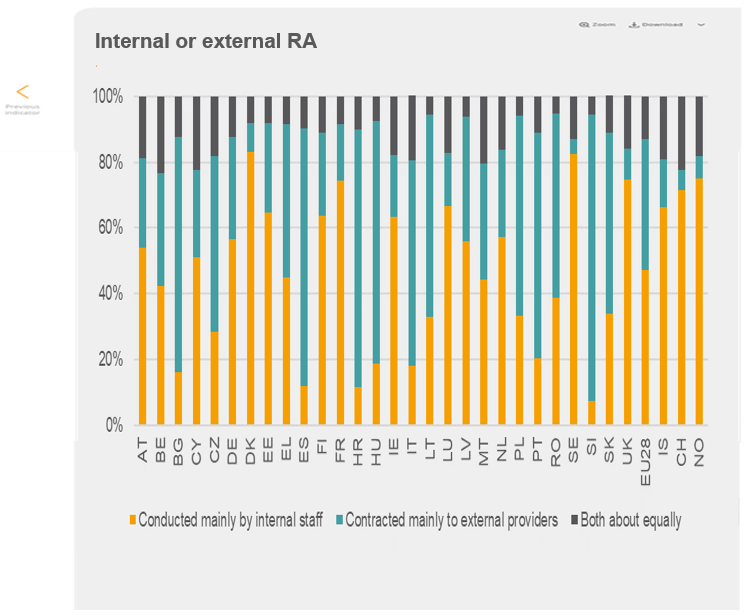 Zoom Download
Internal or external RA
Previous
indicator
100%
80%
60%
40%
20%
0%
AT BE BG CY CZ DE DK EE EL ES FI FR HR HU IE IT LT LU LV MT NL PL PT RO SE SI SK UK EU28 IS CH NO
Conducted mainly by internal staff Contracted mainly to external providers Both about equally